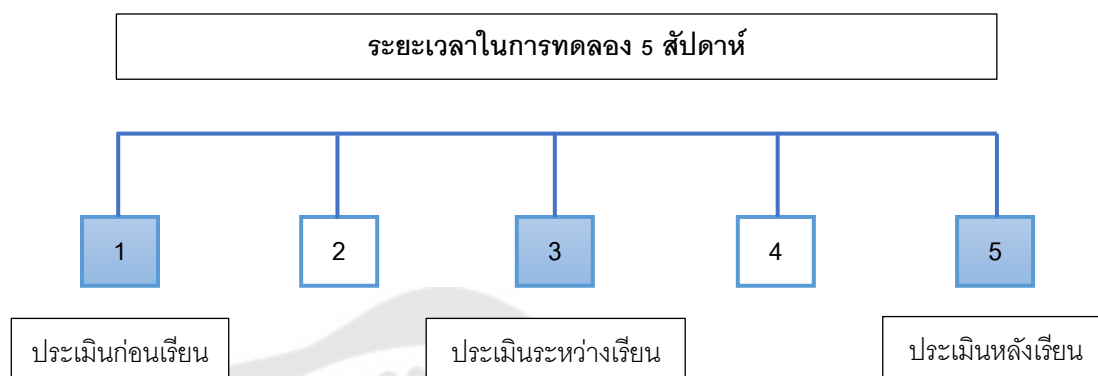 ระยะเวลาในการทดลอง 5 สัปดาห์
1 2 3 4 5
ประเมินก่อนเรียน ประเมินระหว่างเรียน ประเมินหลังเรียน